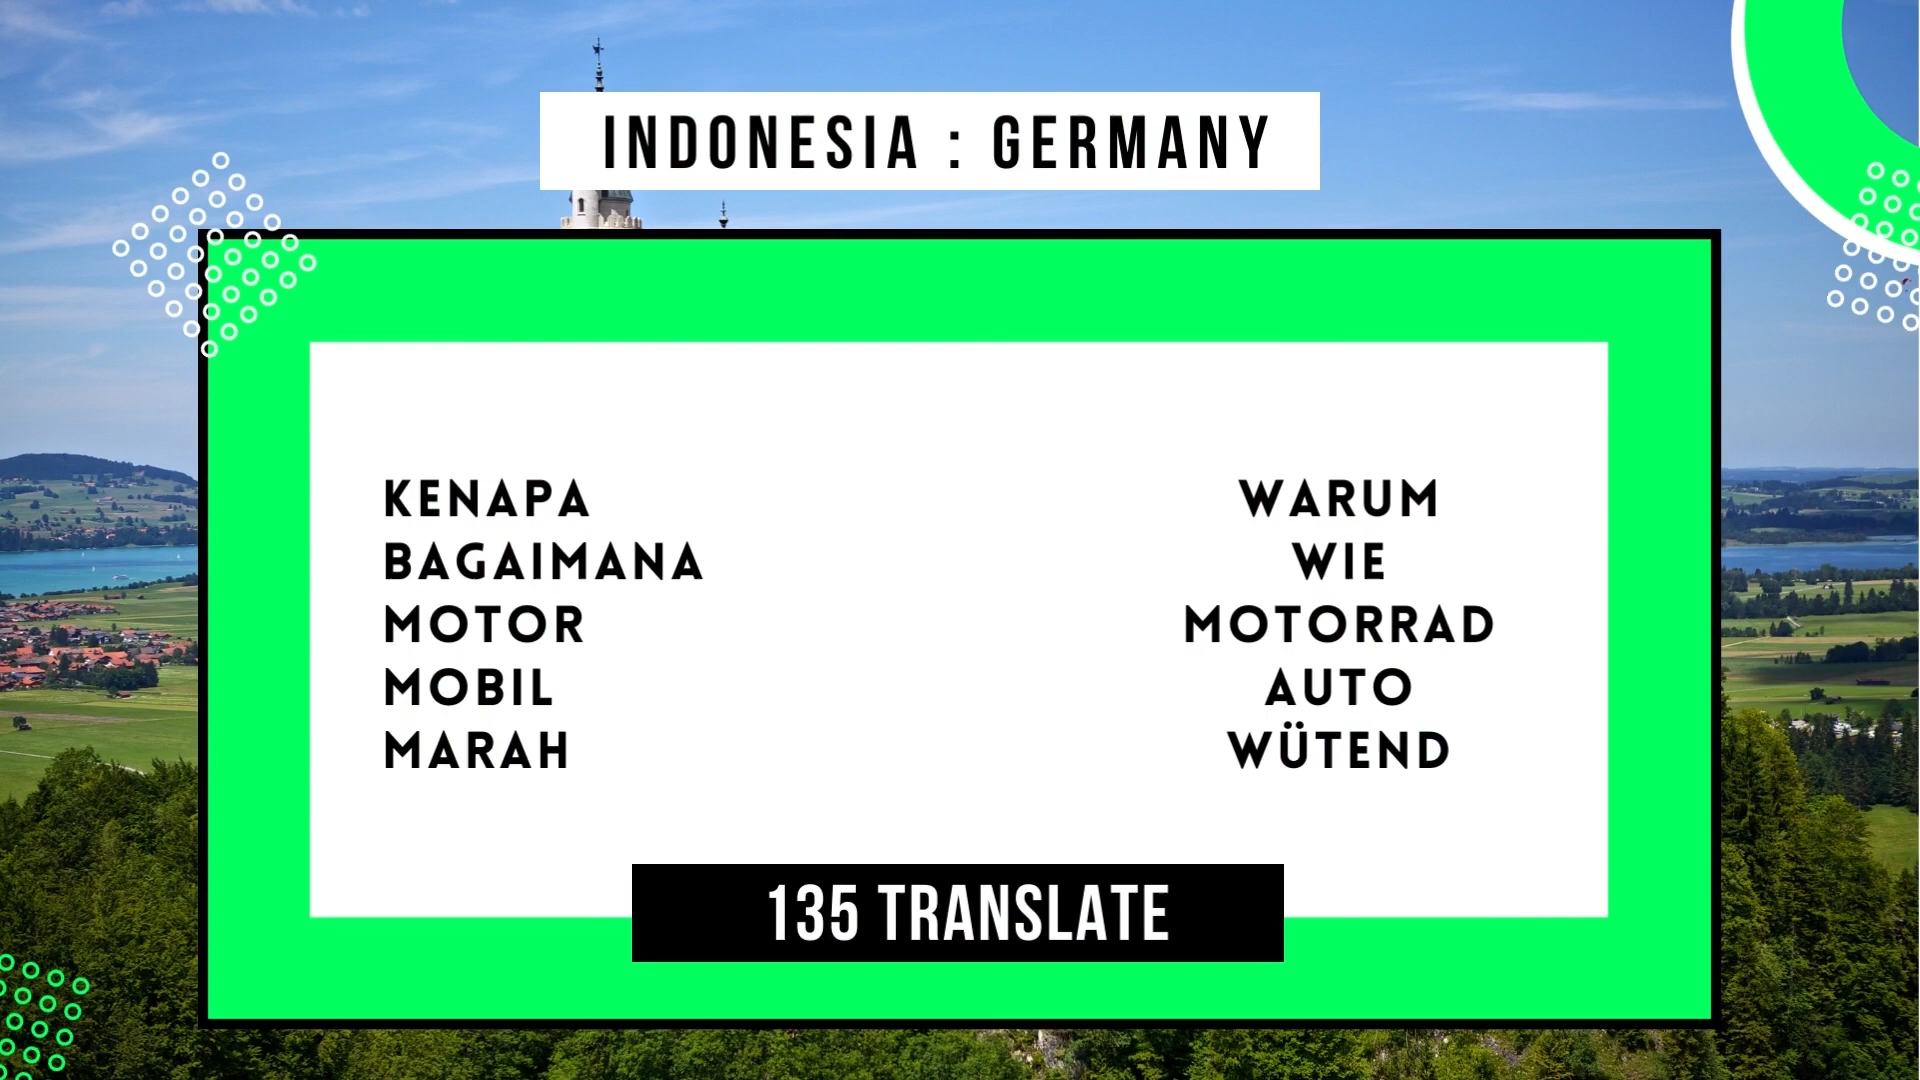 INDONESIA : GERMANY
KENAPA WARUM
BAGAIMANA WIE
MOTOR MOTORRAD
MOBIL AUTO
MARAH WÜTEND
135 TRANSLATE